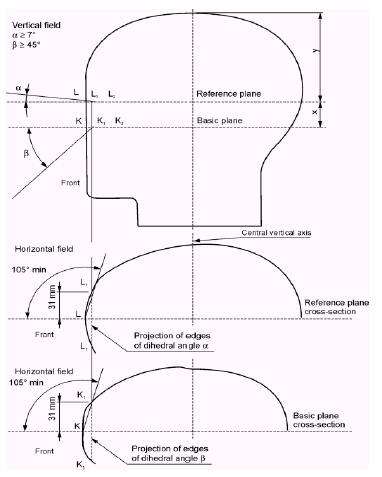 Vertical field
α ≥ 7°
β ≥ 45°
y
α
L L₁ L₂
Reference plane
x
K K₁ K₂
Basic plane
β
Front
Central vertical axis
Horizontal field
105° min
L₁
31 mm
L
Reference plane
cross-section
Front
L₂
Projection of edges
of dihedral angle α
Horizontal field
105° min
K₁
31 mm
K
Basic plane
cross-section
Front
Projection of edges
of dihedral angle β